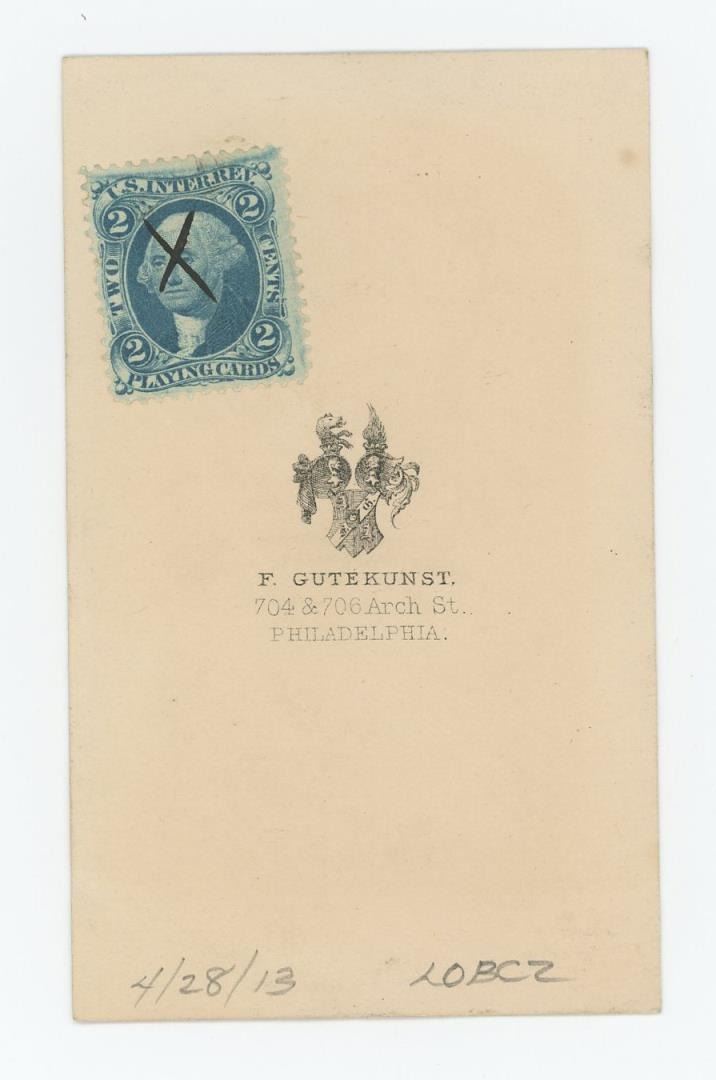 U.S. INTER. REV.
2 2
TWO CENTS
2 2
PLAYING CARDS
F. GUTEKUNST,
704 & 706 Arch St.
PHILADELPHIA.
4/28/13 LOBCZ